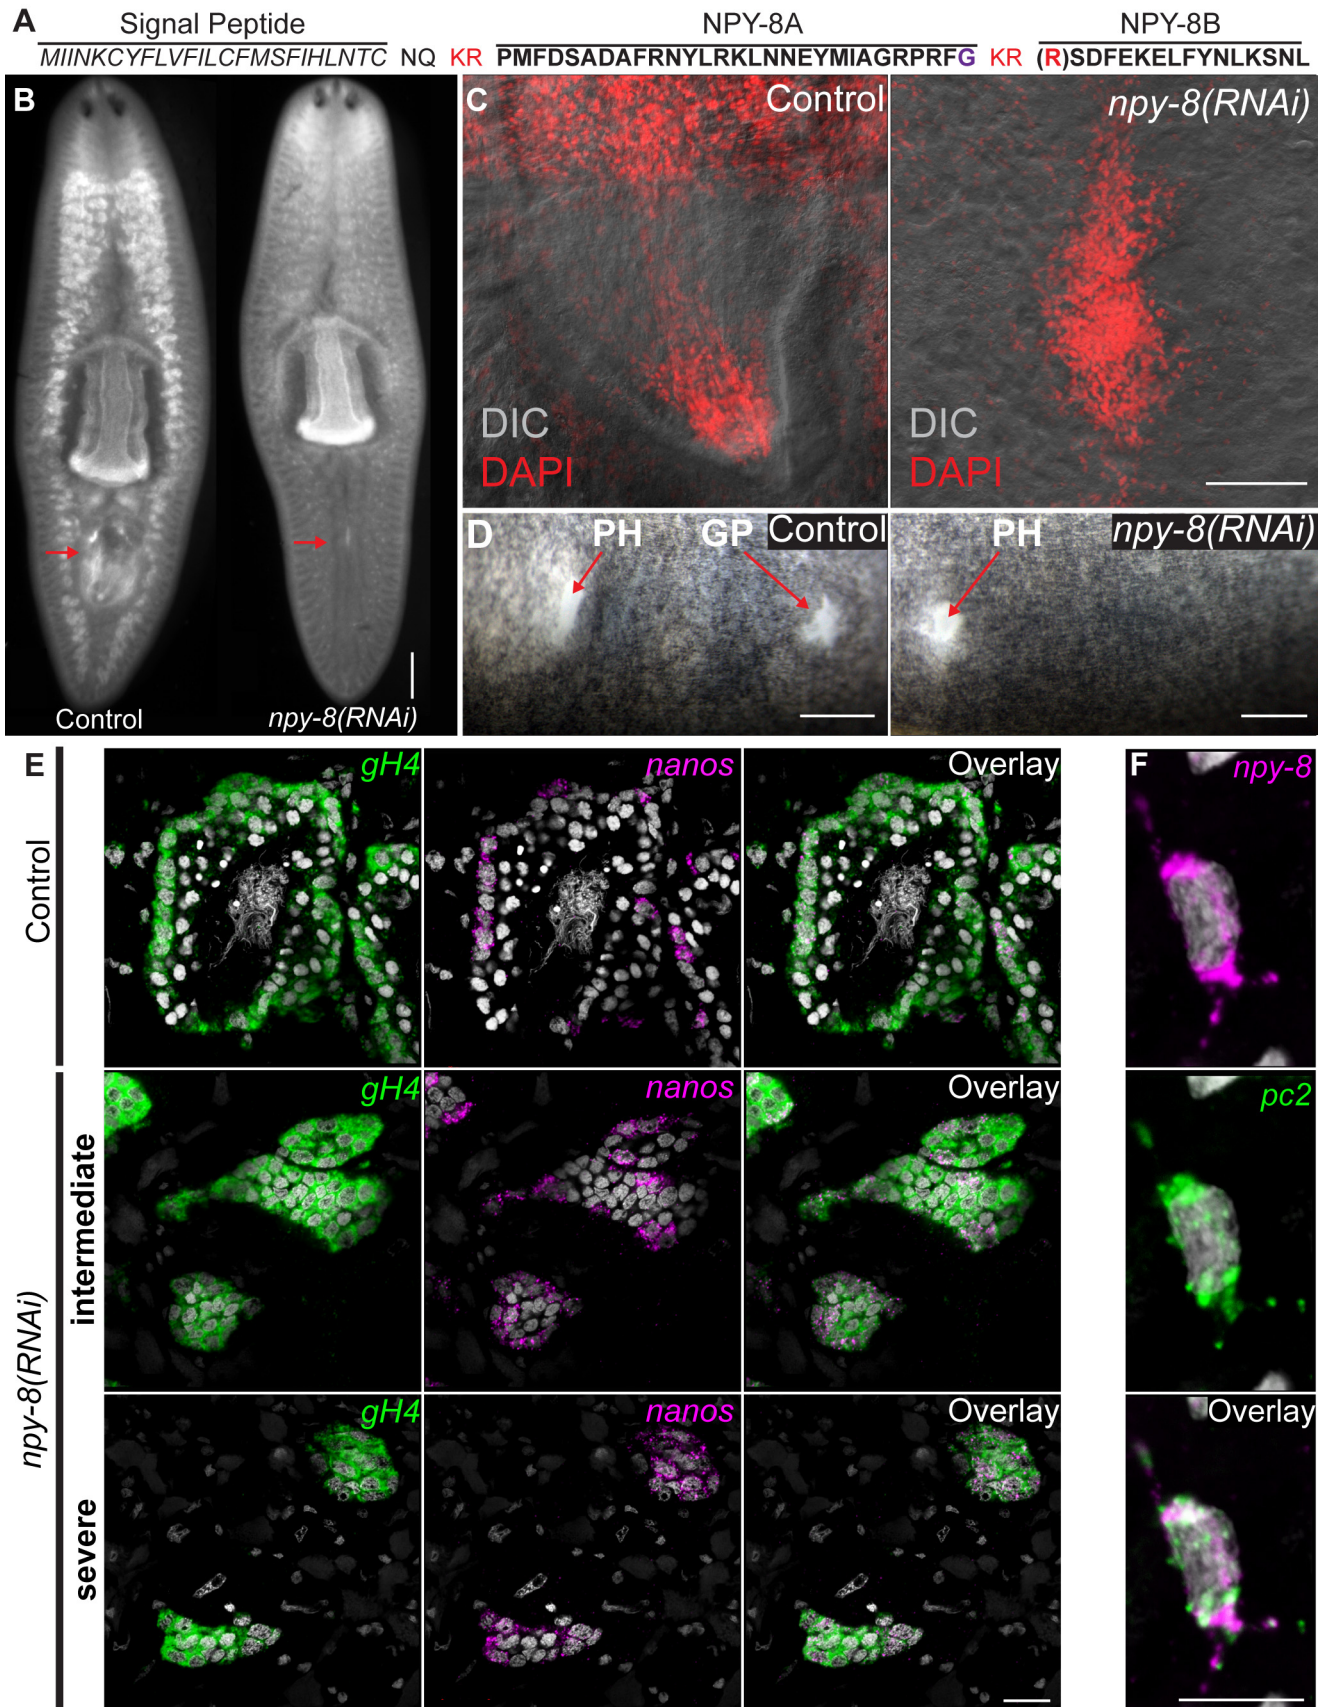 A
Signal Peptide NPY-8A NPY-8B
MIINKCYFLVFILCFMSFIHLNTC NQ KR PMFDSADAFRNYLRKLNNEYMIAGRPRFG KR (R)SDFEKELFYNLKSNL
B
Control npy-8(RNAi)
C Control npy-8(RNAi)
DIC DIC
DAPI DAPI
D PH GP Control PH npy-8(RNAi)
E
Control
gH4 nanos Overlay
npy-8(RNAi)
intermediate
gH4 nanos Overlay
severe
gH4 nanos Overlay
F npy-8
pc2
Overlay